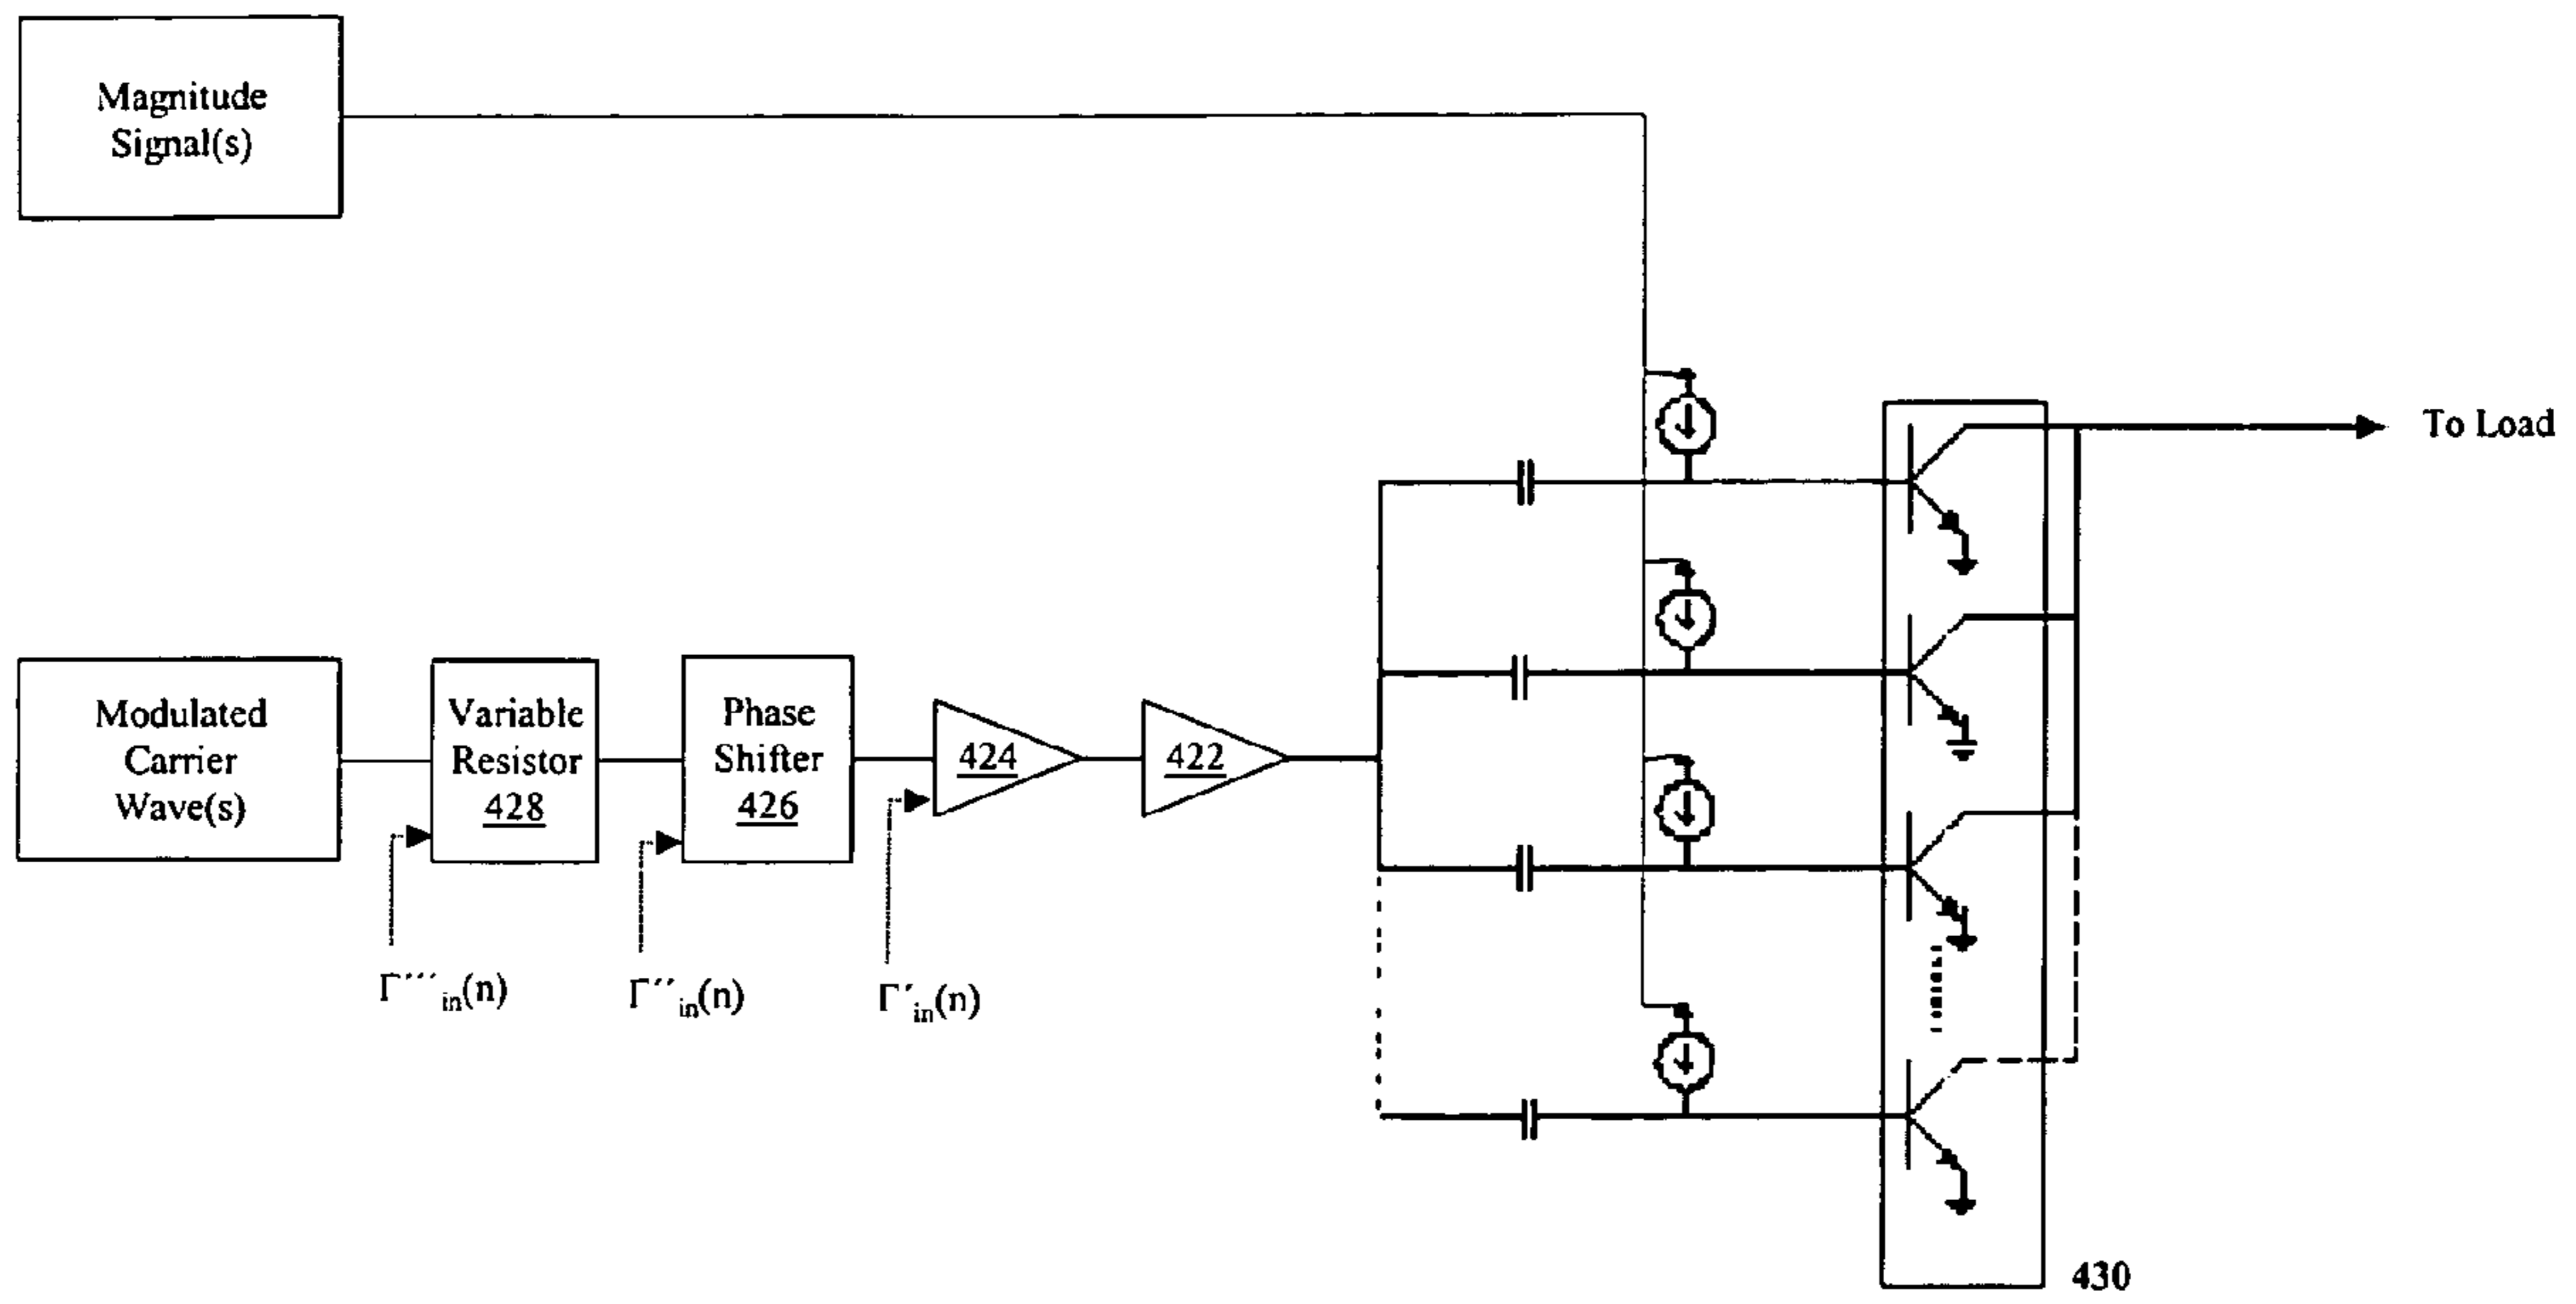 Magnitude
Signal(s)
To Load
Modulated
Carrier
Wave(s)
Variable
Resistor
428
Phase
Shifter
426
424
422
Γ´´´in(n)
Γ´´in(n)
Γ´in(n)
430